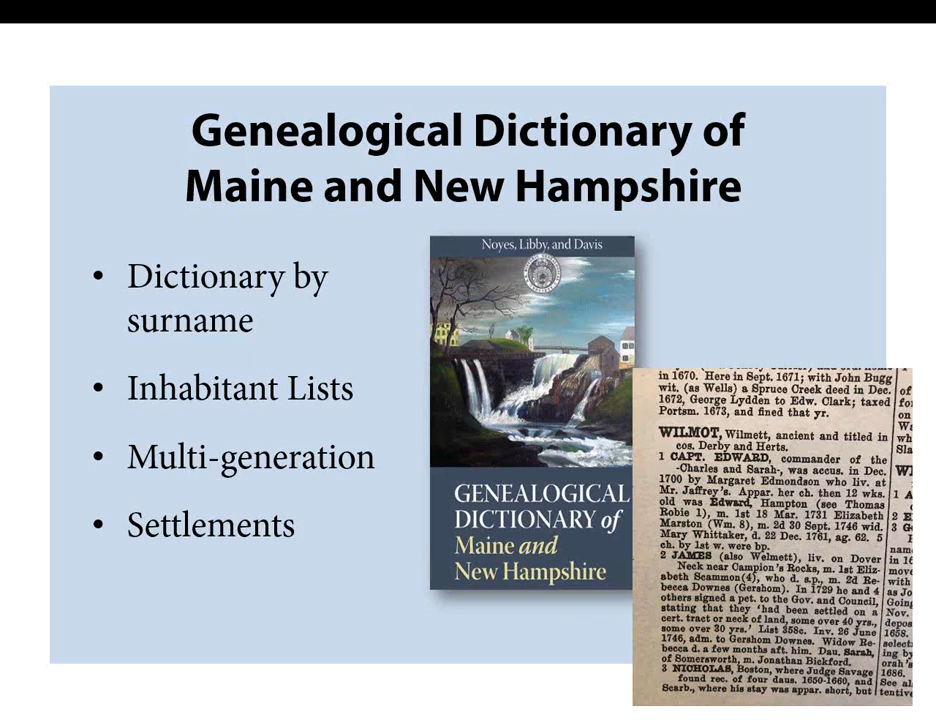 Genealogical Dictionary of
Maine and New Hampshire
• Dictionary by
surname
• Inhabitant Lists
• Multi-generation
• Settlements
Noyes, Libby, and Davis
GENEALOGICAL
DICTIONARY of
Maine and
New Hampshire
in 1670. Here in Sept. 1671; with John Bugg
wit. (as Wells) a Spruce Creek deed in Dec.
1672, George Lydden to Edw. Clark; taxed
Portsm. 1673, and fined that yr.
WILMOT, Wilmett, ancient and titled in
cos. Derby and Herts.
1 CAPT. EDWARD, commander of the
-Charles and Sarah-, was accus. in Dec.
1700 by Margaret Edmondson who liv. at
Mr. Jaffrey's. Appar. her ch. then 12 wks.
old was Edward, Hampton (see Thomas
Robie 1), m. 1st 18 Mar. 1731 Elizabeth
Marston (Wm. 8), m. 2d 30 Sept. 1746 wid.
Mary Whittaker, d. 22 Dec. 1761, ag. 62. 5
ch. by 1st w. were bp.
2 JAMES (also Welmett), liv. on Dover
Neck near Campion's Rocks, m. 1st Eliz-
abeth Scammon(4), who d. s.p., m. 2d Re-
becca Downes (Gershom). In 1729 he and 4
others signed a pet. to the Gov. and Council,
stating that they 'had been settled on a
cert. tract or neck of land, some over 40 yrs.,
some over 30 yrs.' List 358c. Inv. 26 June
1746, adm. to Gershom Downes. Widow Re-
becca d. a few months aft. him. Dau. Sarah,
of Somersworth, m. Jonathan Bickford.
3 NICHOLAS, Boston, where Judge Savage
found rec. of four daus. 1650-1660, and
Scarb., where his stay was appar. short, but